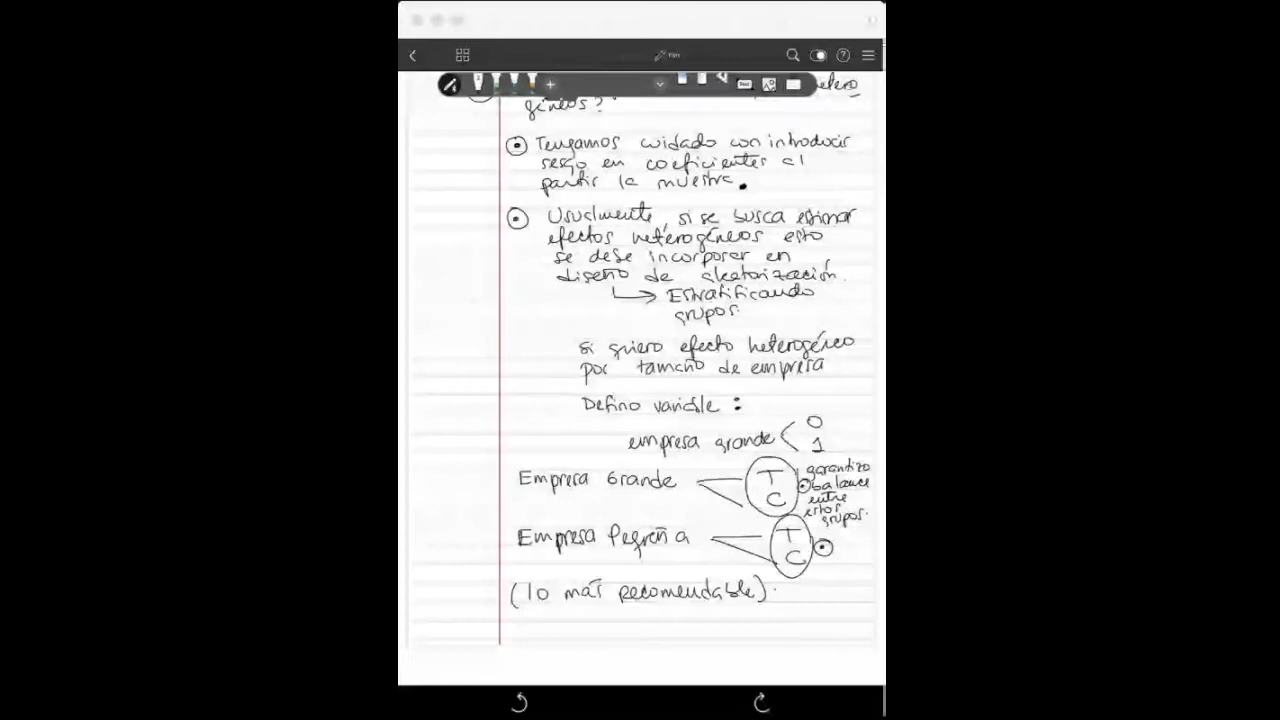 hetero
géneos?
Tengamos cuidado con introducir
sesgo en coeficientes al
partir la muestra.
Usualmente, si se busca estimar
efectos heterogéneos esto
se debe incorporar en
diseño de aleatorización.
Estratificando
grupos.
si quiero efecto heterogéneo
por tamaño de empresa
Defino variable :
0
empresa grande
1
Empresa Grande T C
garantizo
balance
entre
estos
grupos.
Empresa Pequeña T C
(lo más recomendable).